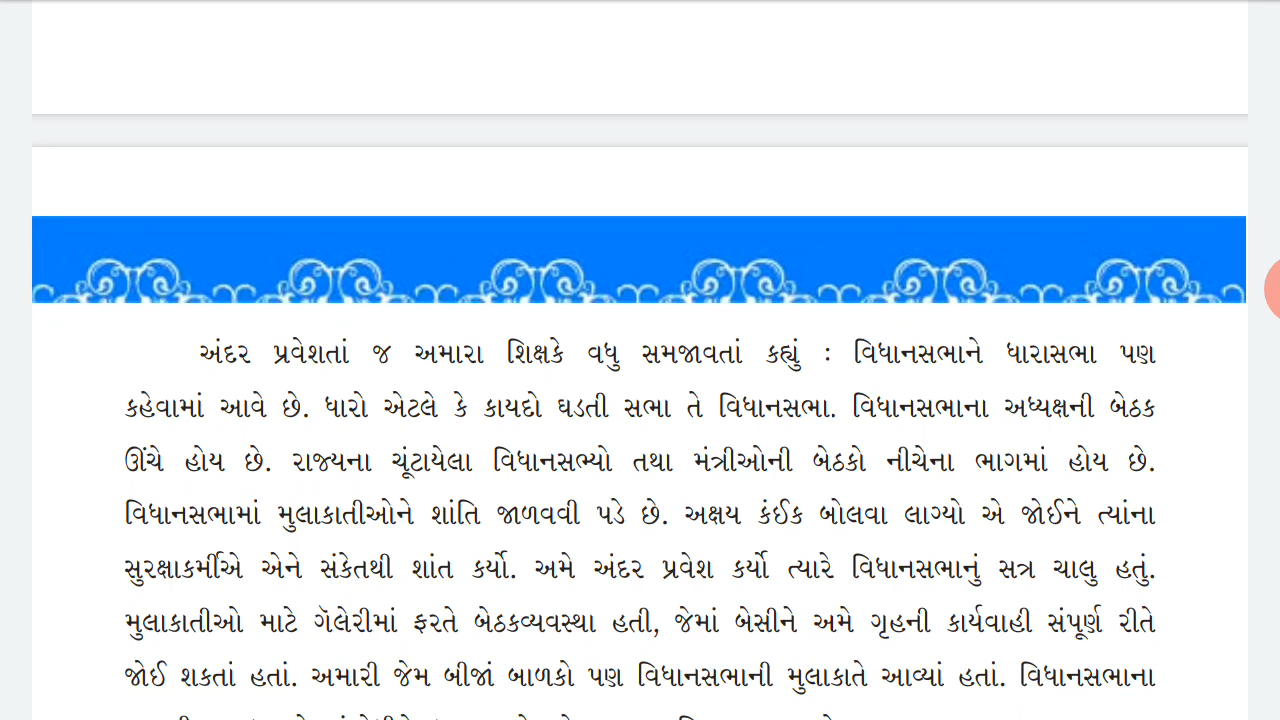 અંદર પ્રવેશતાં જ અમારા શિક્ષકે વધુ સમજાવતાં કહ્યું : વિધાનસભાને ધારાસભા પણ
કહેવામાં આવે છે. ધારો એટલે કે કાયદો ઘડતી સભા તે વિધાનસભા. વિધાનસભાના અધ્યક્ષની બેઠક
ઊંચે હોય છે. રાજ્યના ચૂંટાયેલા વિધાનસભ્યો તથા મંત્રીઓની બેઠકો નીચેના ભાગમાં હોય છે.
વિધાનસભામાં મુલાકાતીઓને શાંતિ જાળવવી પડે છે. અક્ષય કંઈક બોલવા લાગ્યો એ જોઈને ત્યાંના
સુરક્ષાકર્મીએ એને સંકેતથી શાંત કર્યો. અમે અંદર પ્રવેશ કર્યો ત્યારે વિધાનસભાનું સત્ર ચાલુ હતું.
મુલાકાતીઓ માટે ગૅલેરીમાં ફરતે બેઠકવ્યવસ્થા હતી, જેમાં બેસીને અમે ગૃહની કાર્યવાહી સંપૂર્ણ રીતે
જોઈ શકતાં હતાં. અમારી જેમ બીજાં બાળકો પણ વિધાનસભાની મુલાકાતે આવ્યાં હતાં. વિધાનસભાના